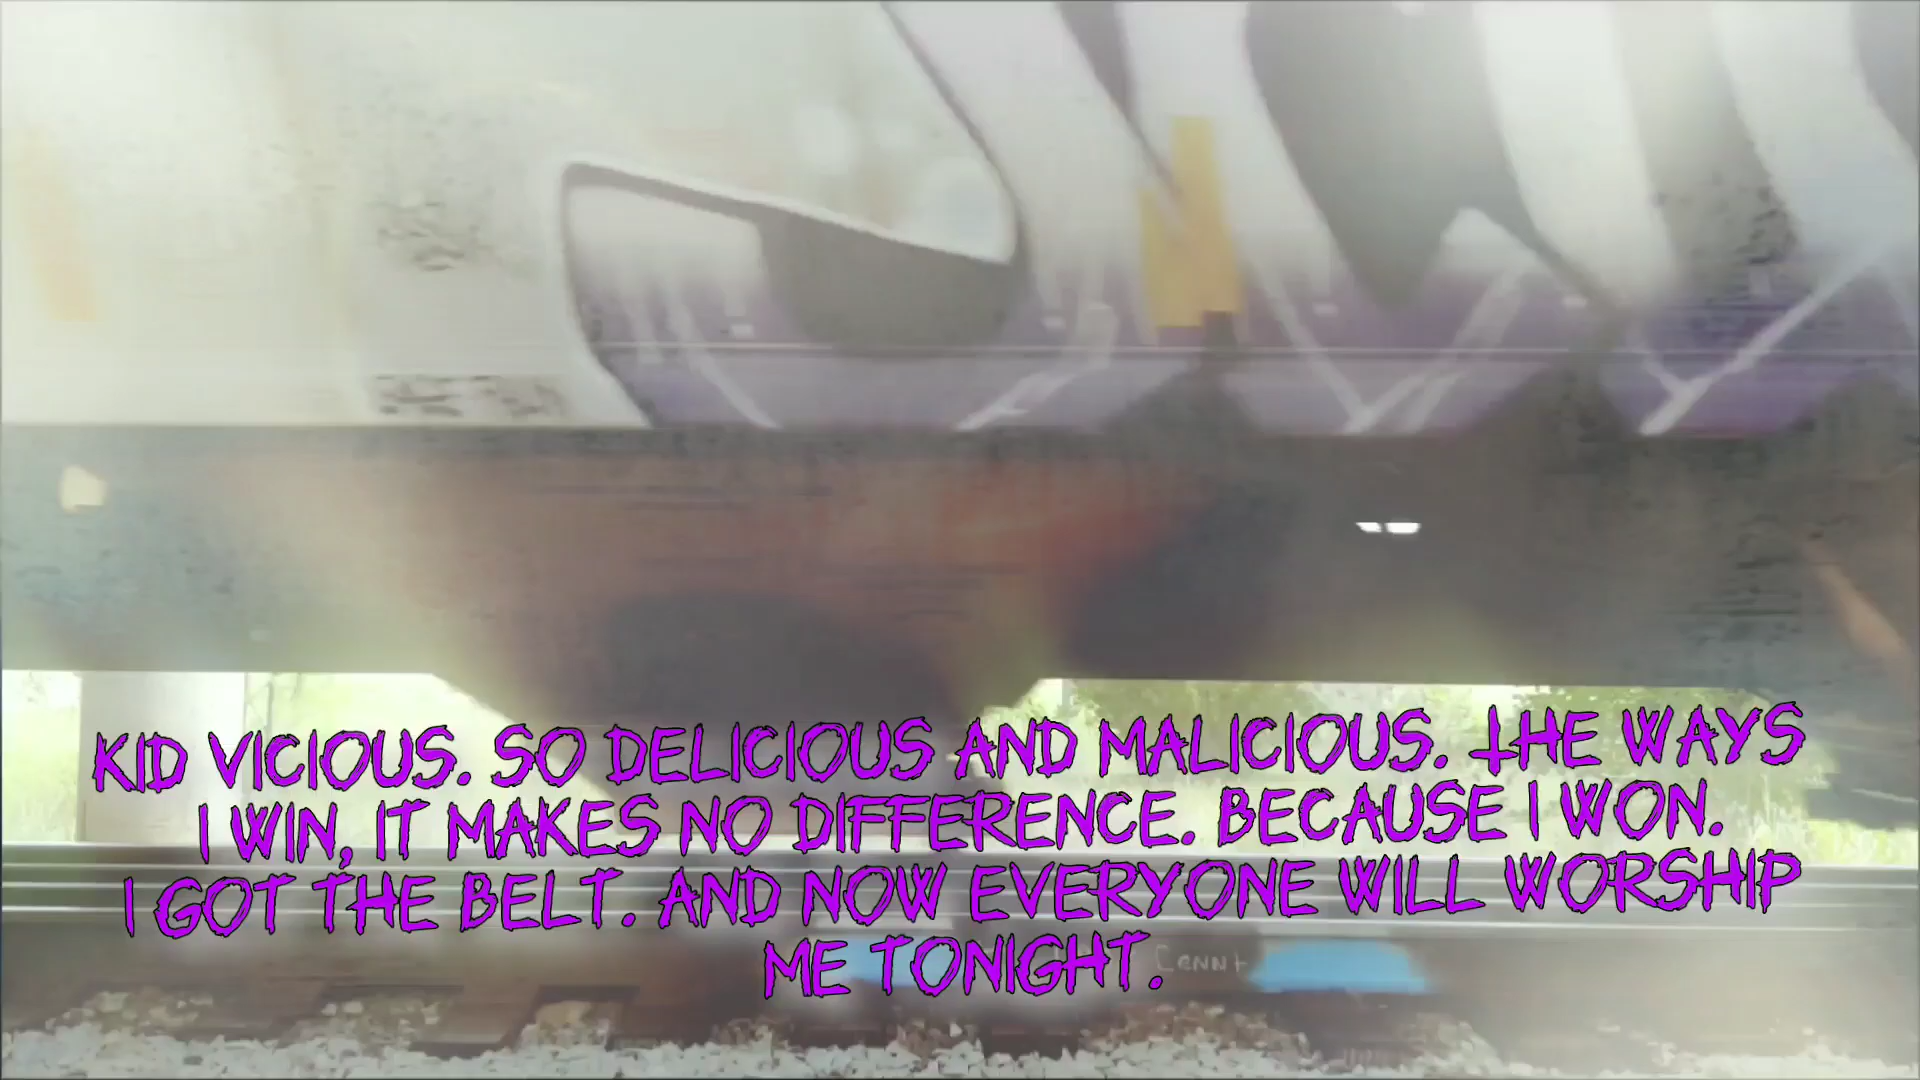 KID VICIOUS. SO DELICIOUS AND MALICIOUS. THE WAYS
I WIN, IT MAKES NO DIFFERENCE. BECAUSE I WON.
I GOT THE BELT. AND NOW EVERYONE WILL WORSHIP
ME TONIGHT.